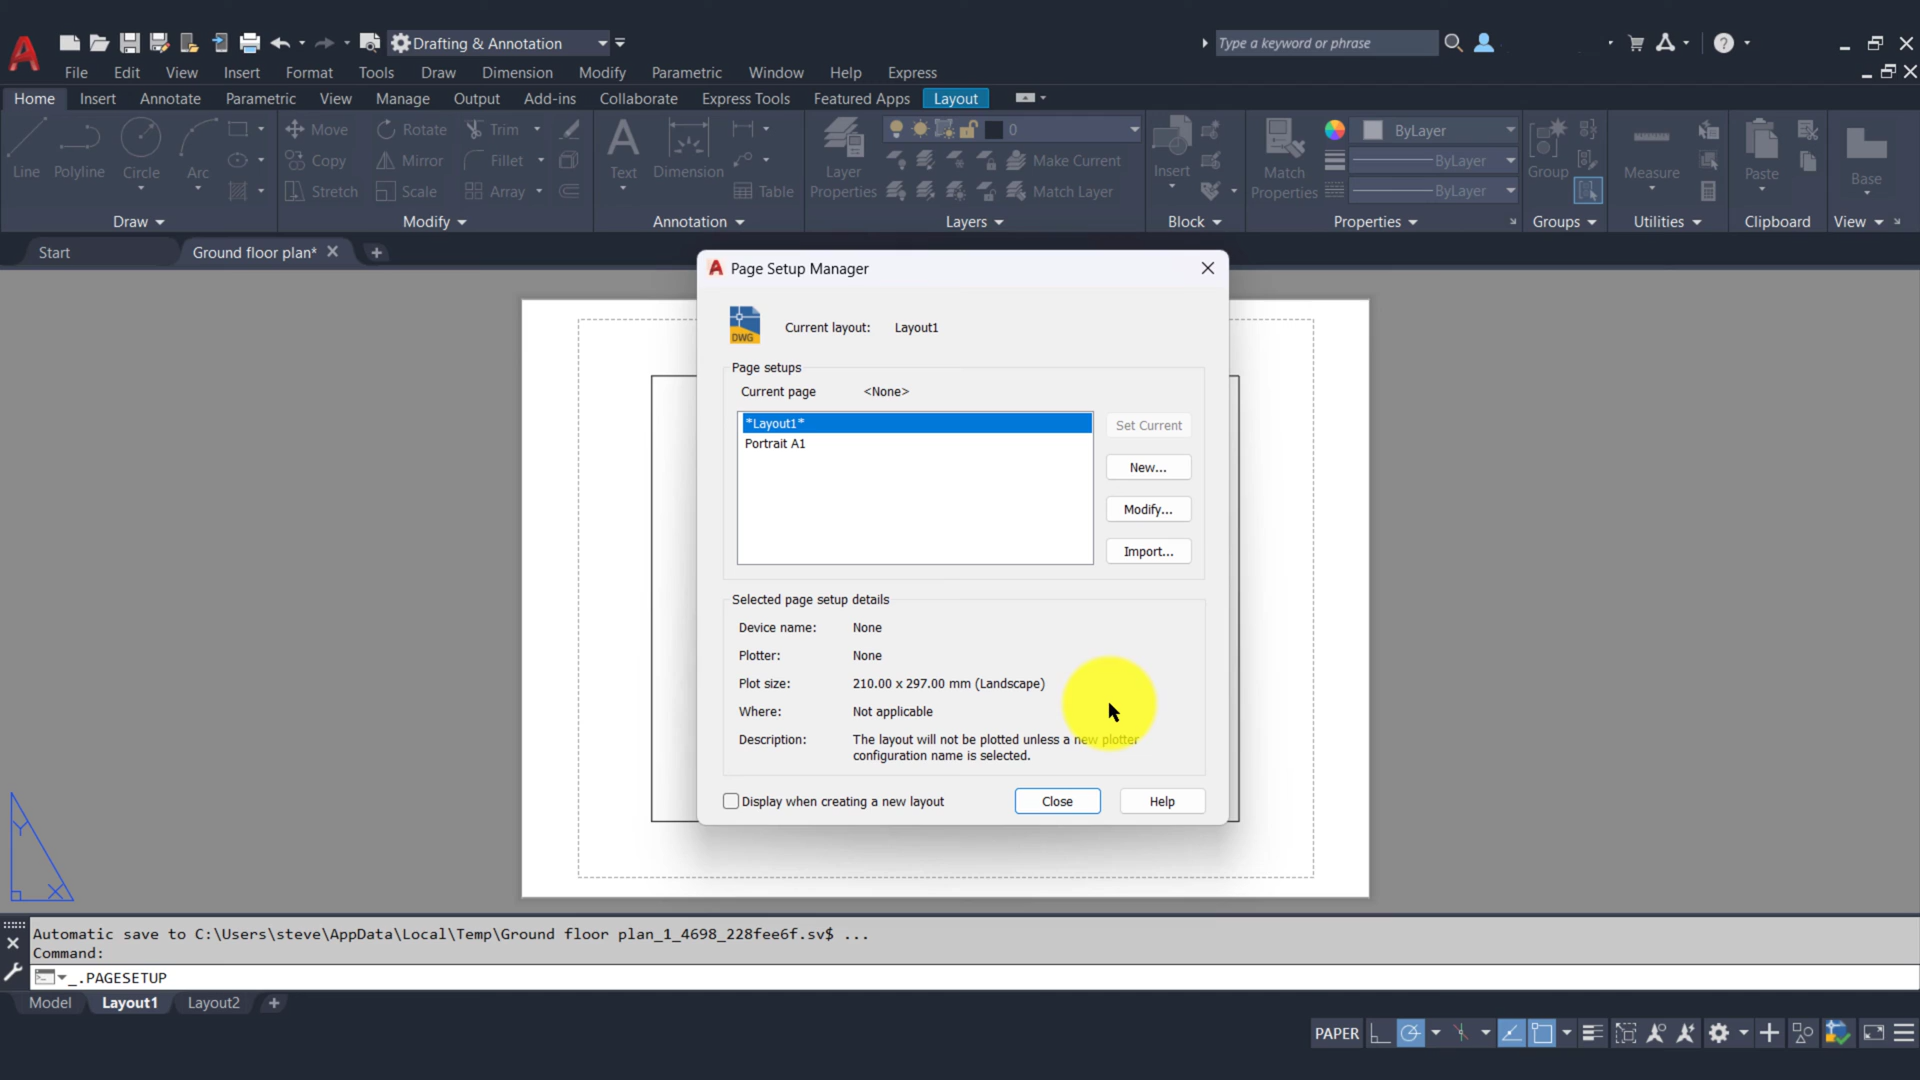 Drafting & Annotation
Type a keyword or phrase
File Edit View Insert Format Tools Draw Dimension Modify Parametric Window Help Express
Home Insert Annotate Parametric View Manage Output Add-ins Collaborate Express Tools Featured Apps Layout
Line
Polyline
Circle
Arc
Move
Rotate
Trim
Copy
Mirror
Fillet
Stretch
Scale
Array
Text
Dimension
Table
Layer
Properties
0
Make Current
Match Layer
Insert
Match
Properties
ByLayer
ByLayer
ByLayer
Group
Measure
Paste
Base
Draw
Modify
Annotation
Layers
Block
Properties
Groups
Utilities
Clipboard
View
Start
Ground floor plan*
Page Setup Manager
DWG
Current layout: Layout1
Page setups
Current page <None>
*Layout1*
Portrait A1
Set Current
New...
Modify...
Import...
Selected page setup details
Device name: None
Plotter: None
Plot size: 210.00 x 297.00 mm (Landscape)
Where: Not applicable
Description: The layout will not be plotted unless a new plotter
configuration name is selected.
Display when creating a new layout
Close
Help
Y
X
Automatic save to C:\Users\steve\AppData\Local\Temp\Ground floor plan_1_4698_228fee6f.sv$ ...
Command:
_.PAGESETUP
Model Layout1 Layout2
PAPER